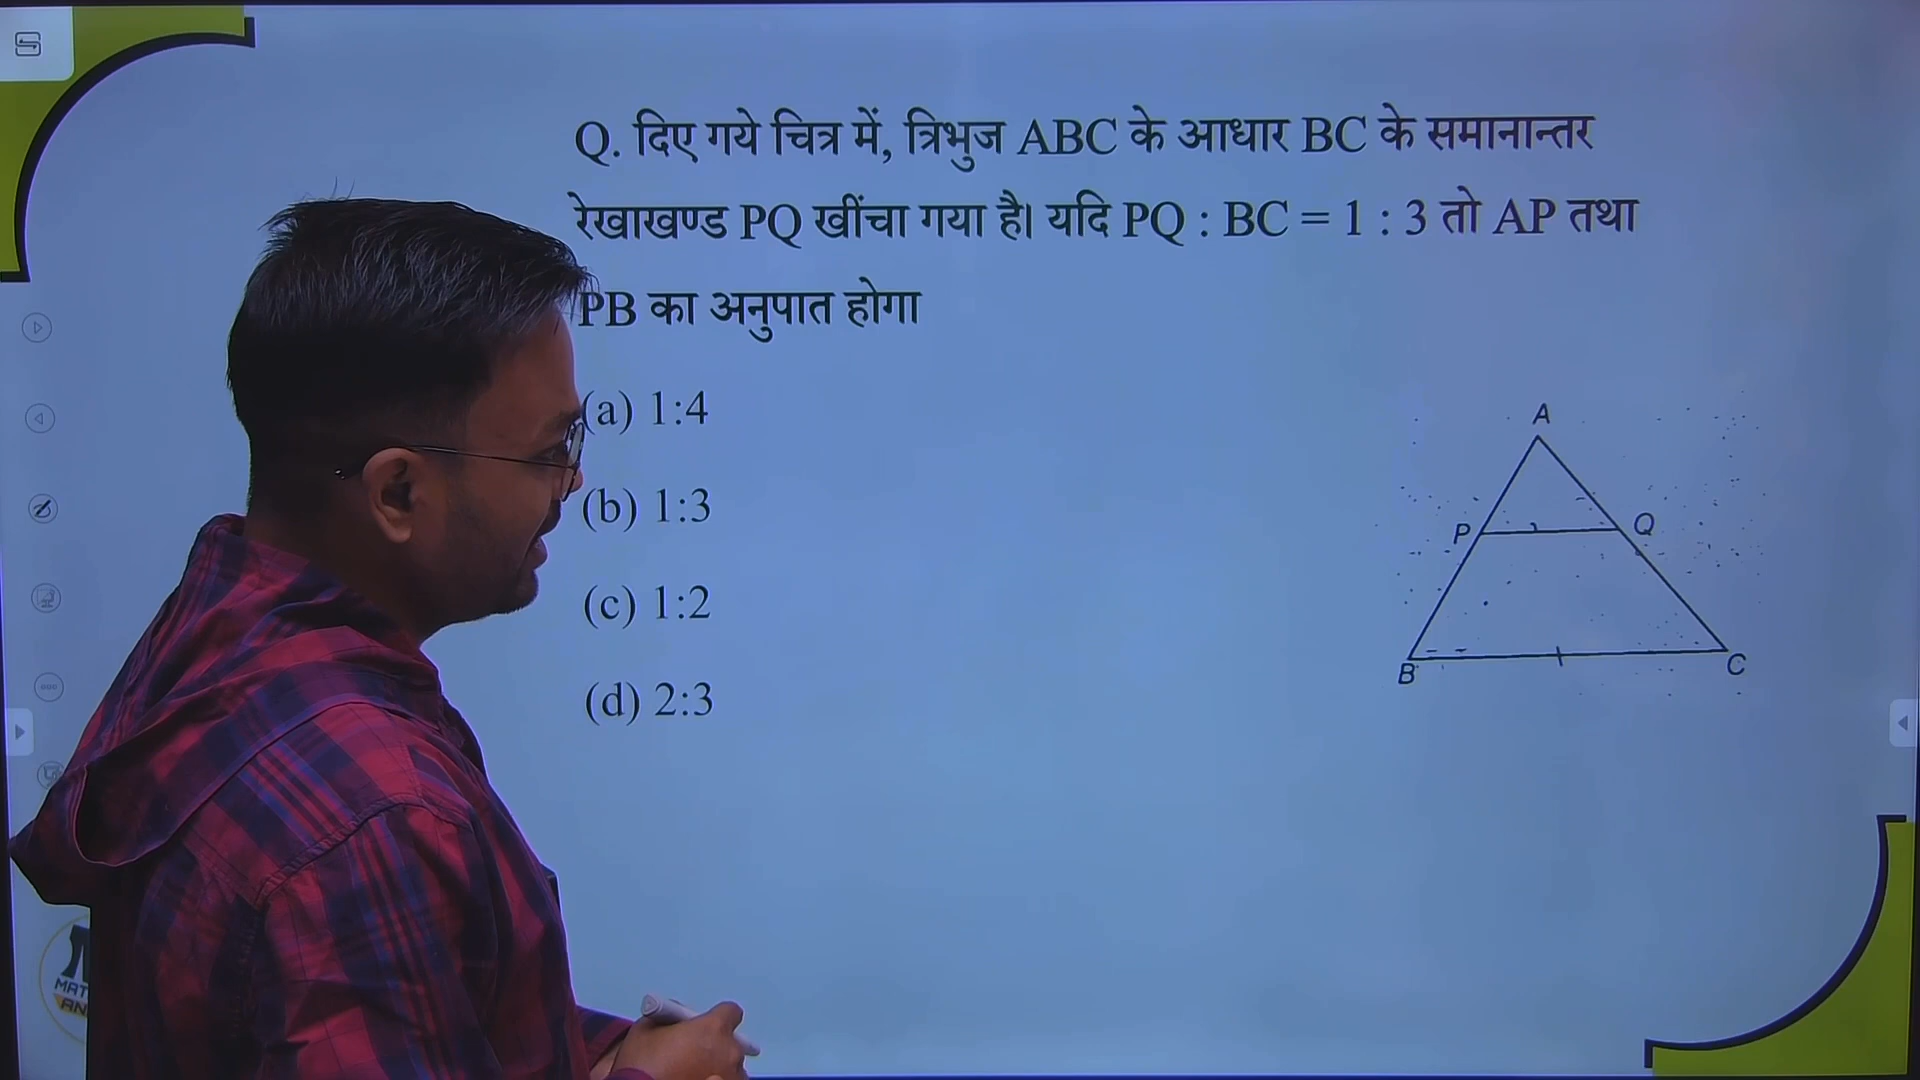 Q. दिए गये चित्र में, त्रिभुज ABC के आधार BC के समानान्तर
रेखाखण्ड PQ खींचा गया है। यदि PQ : BC = 1 : 3 तो AP तथा
PB का अनुपात होगा
(a) 1:4
(b) 1:3
(c) 1:2
(d) 2:3
A
P
Q
B
C